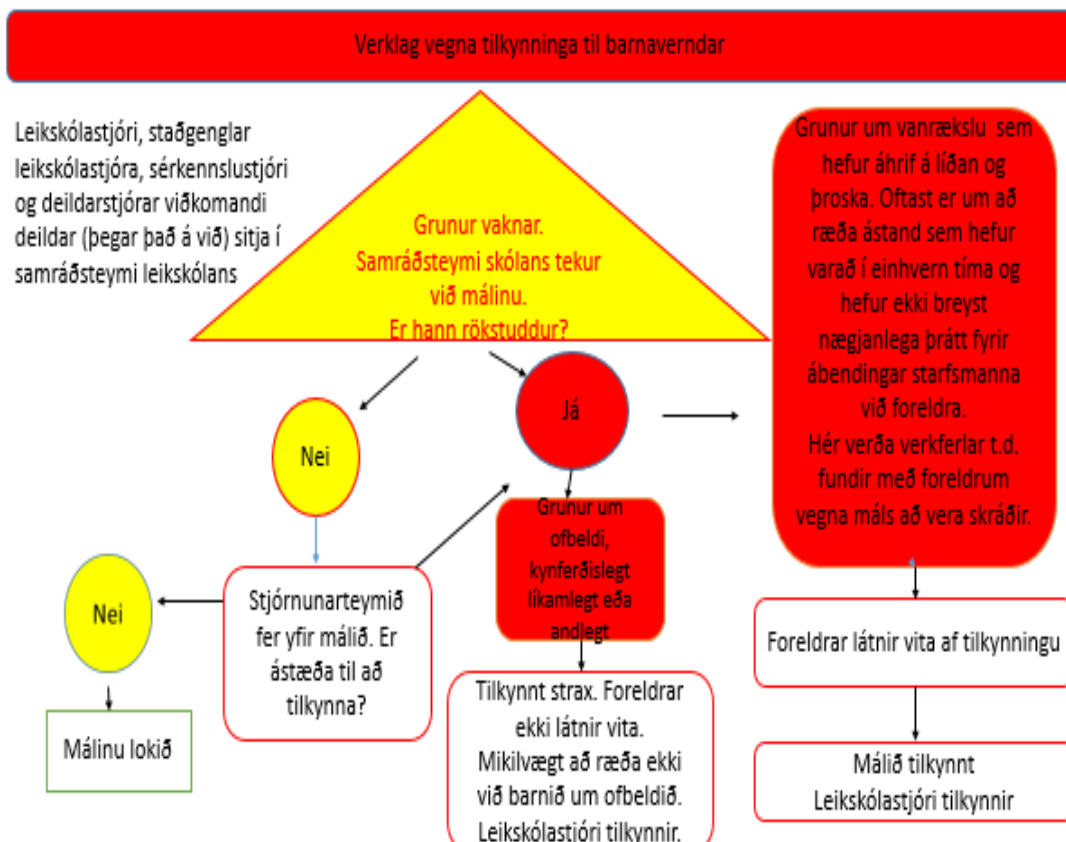 Verklag vegna tilkynninga til barnaverndar
Leikskólastjóri, staðgenglar
leikskólastjóra, sérkennslustjóri
og deildarstjórar viðkomandi
deildar (þegar það á við) sitja í
samráðsteymi leikskólans
Grunur vaknar.
Samráðsteymi skólans tekur
við málinu.
Er hann rökstuddur?
Grunur um vanrækslu sem
hefur áhrif á líðan og
þroska. Oftast er um að
ræða ástand sem hefur
varað í einhvern tíma og
hefur ekki breyst
nægjanlega þrátt fyrir
ábendingar starfsmanna
við foreldra.
Hér verða verkferlar t.d.
fundir með foreldrum
vegna máls að vera skráðir.
Já
Nei
Grunur um
ofbeldi,
kynferðislegt
líkamlegt eða
andlegt
Nei
Stjórnunarteymið
fer yfir málið. Er
ástæða til að
tilkynna?
Foreldrar látnir vita af tilkynningu
Málinu lokið
Tilkynnt strax. Foreldrar
ekki látnir vita.
Mikilvægt að ræða ekki
við barnið um ofbeldið.
Leikskólastjóri tilkynnir.
Málið tilkynnt
Leikskólastjóri tilkynnir